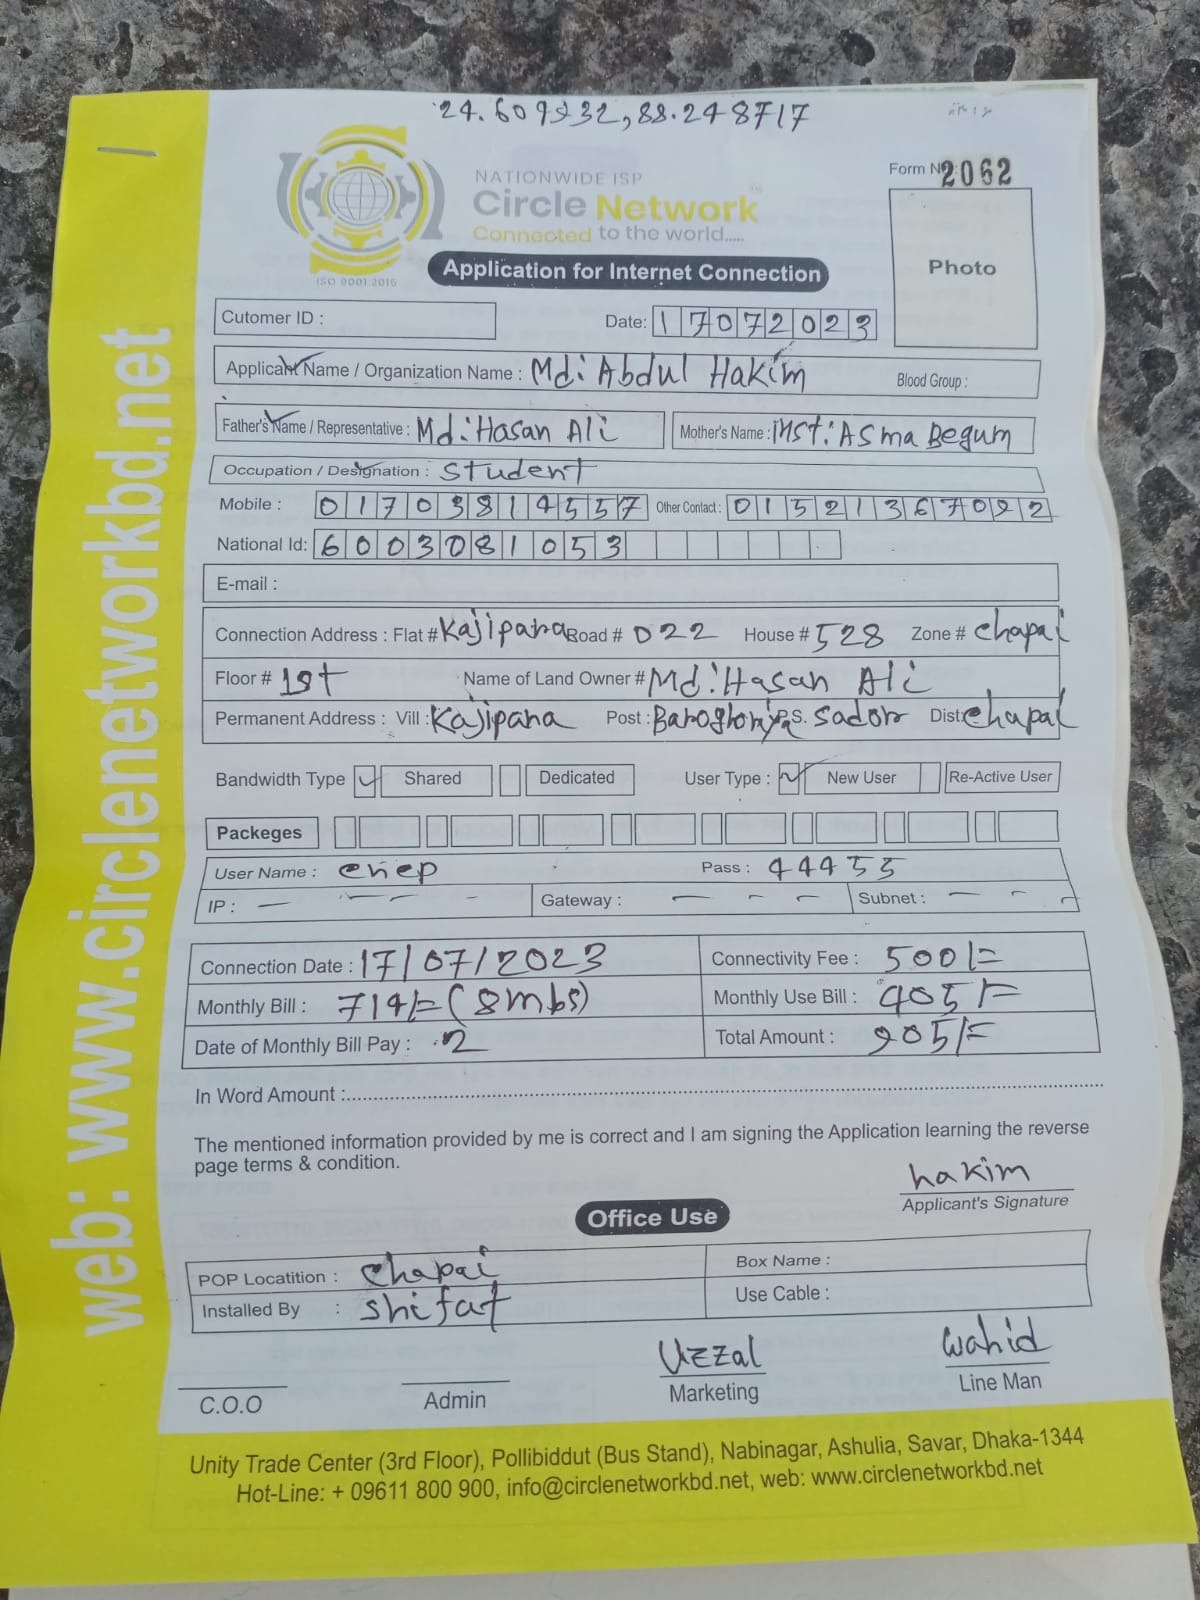 24.609932, 88.248717
Form No: 2062
NATIONWIDE ISP
Circle Network
Connected to the world.....
ISO 9001:2015
Application for Internet Connection
Photo
Cutomer ID :
Date: 17072023
Applicant Name / Organization Name : Md: Abdul Hakim Blood Group :
Father's Name / Representative : Md: Hasan Ali Mother's Name : Mst: Asma Begum
Occupation / Designation : Student
Mobile : 01703814557 Other Contact : 01521367092
National Id: 6003081053
E-mail :
Connection Address : Flat # Kajipara Road # 022 House # 528 Zone # Chapai
Floor # 1st Name of Land Owner # Md: Hasan Ali
Permanent Address : Vill : Kajipara Post : P.S. Sador Dist: Chapai
Bandwidth Type Shared Dedicated User Type : New User Re-Active User
Packeges
User Name : Pass : 44455
IP : Gateway : Subnet :
Connection Date : 17/07/2023 Connectivity Fee : 500/=
Monthly Bill : 714/= (8mbs) Monthly Use Bill : 405/=
Date of Monthly Bill Pay : 2 Total Amount : 905/=
In Word Amount :
The mentioned information provided by me is correct and I am signing the Application learning the reverse
page terms & condition.
hakim
Applicant's Signature
Office Use
POP Locatition : Chapai Box Name :
Installed By : Shifat Use Cable :
Uzzal Wahid
C.O.O Admin Marketing Line Man
Unity Trade Center (3rd Floor), Pollibiddut (Bus Stand), Nabinagar, Ashulia, Savar, Dhaka-1344
Hot-Line: + 09611 800 900, info@circlenetworkbd.net, web: www.circlenetworkbd.net
web: www.circlenetworkbd.net